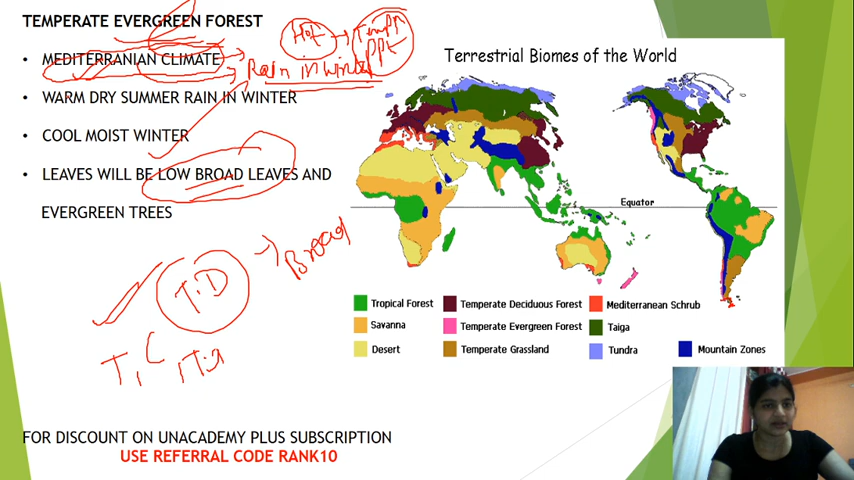 TEMPERATE EVERGREEN FOREST
• MEDITERRANIAN CLIMATE
• WARM DRY SUMMER RAIN IN WINTER
• COOL MOIST WINTER
• LEAVES WILL BE LOW BROAD LEAVES AND
EVERGREEN TREES
Hot
Rain in winter
T.D
Broad
FOR DISCOUNT ON UNACADEMY PLUS SUBSCRIPTION
USE REFERRAL CODE RANK10
Terrestrial Biomes of the World
Equator
Tropical Forest
Temperate Deciduous Forest
Mediterranean Scrub
Savanna
Temperate Evergreen Forest
Taiga
Desert
Temperate Grassland
Tundra
Mountain Zones